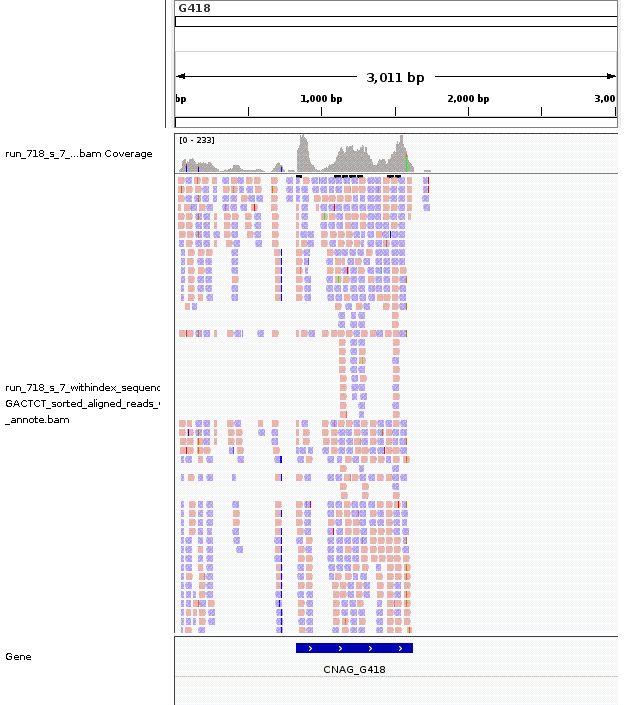 G418
3,011 bp
bp 1,000 bp 2,000 bp 3,00
[0 - 233]
run_718_s_7_...bam Coverage
run_718_s_7_withindex_sequenc
GACTCT_sorted_aligned_reads_
_annote.bam
Gene
CNAG_G418